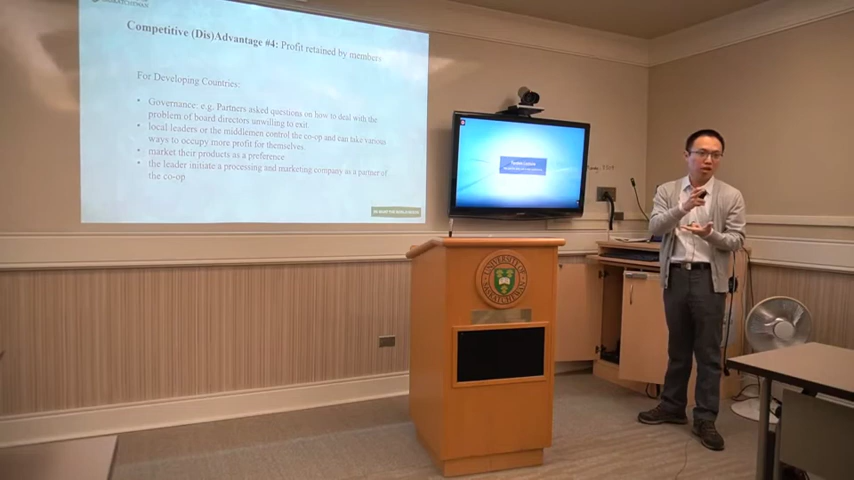 SASKATCHEWAN
Competitive (Dis)Advantage #4: Profit retained by members
For Developing Countries:
• Governance: e.g. Partners asked questions on how to deal with the
problem of board directors unwilling to exit.
• local leaders or the middlemen control the co-op and can take various
ways to occupy more profit for themselves.
• market their products as a preference
• the leader initiate a processing and marketing company as a partner of
the co-op
UNIVERSITY OF
SASKATCHEWAN